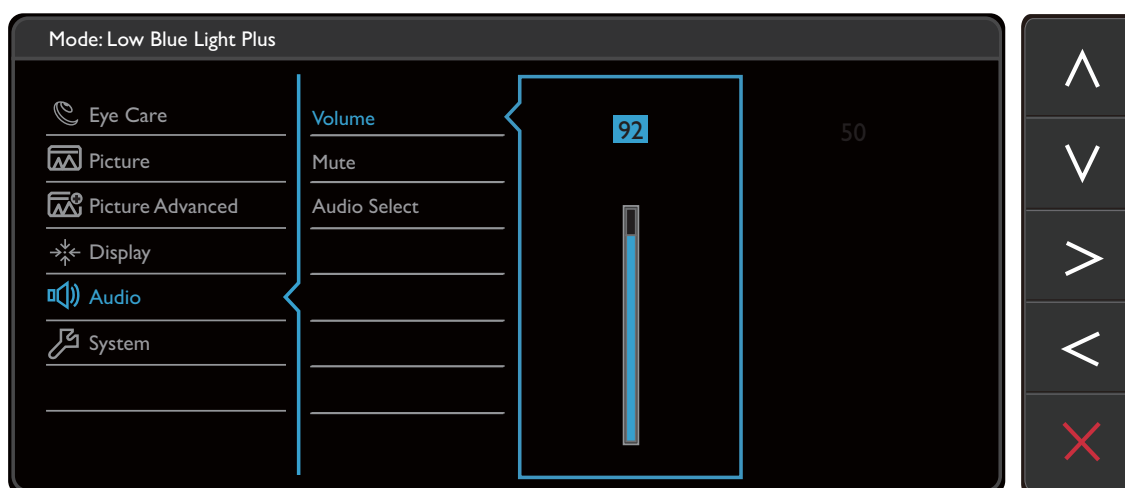 Mode: Low Blue Light Plus
Eye Care
Picture
Picture Advanced
Display
Audio
System
Volume
Mute
Audio Select
92
50